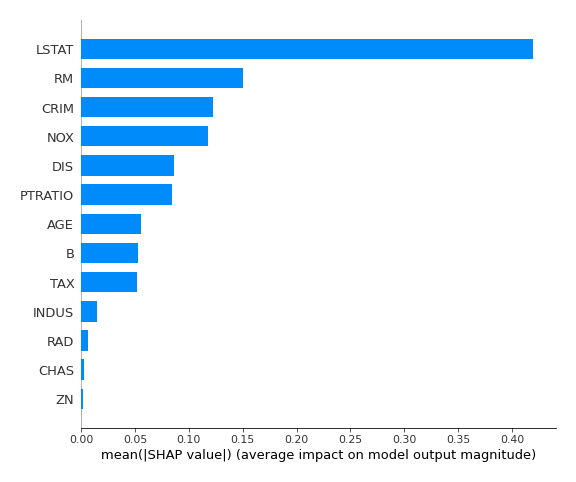 LSTAT
RM
CRIM
NOX
DIS
PTRATIO
AGE
B
TAX
INDUS
RAD
CHAS
ZN
0.00 0.05 0.10 0.15 0.20 0.25 0.30 0.35 0.40
mean(|SHAP value|) (average impact on model output magnitude)